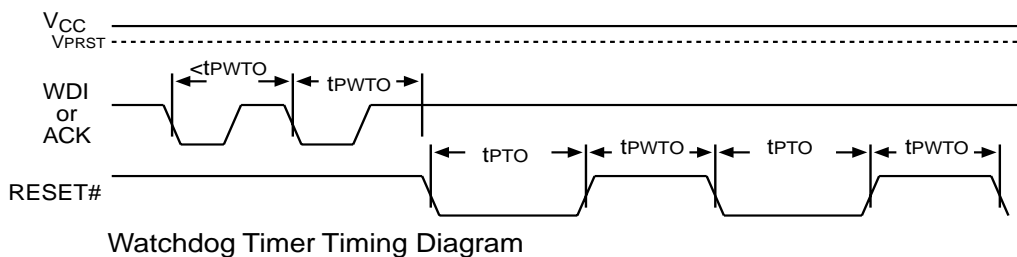 VCC
VPRST
<tPWTO
tPWTO
WDI
or
ACK
tPTO
tPWTO
tPTO
tPWTO
RESET#
Watchdog Timer Timing Diagram